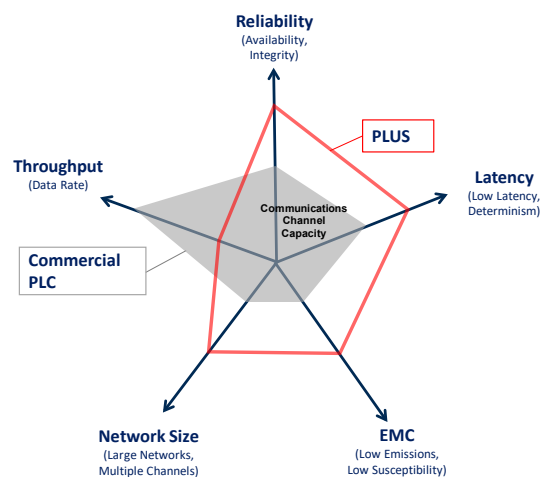 Reliability
(Availability,
Integrity)
PLUS
Throughput
(Data Rate)
Latency
(Low Latency,
Determinism)
Communications
Channel
Capacity
Commercial
PLC
Network Size
(Large Networks,
Multiple Channels)
EMC
(Low Emissions,
Low Susceptibility)